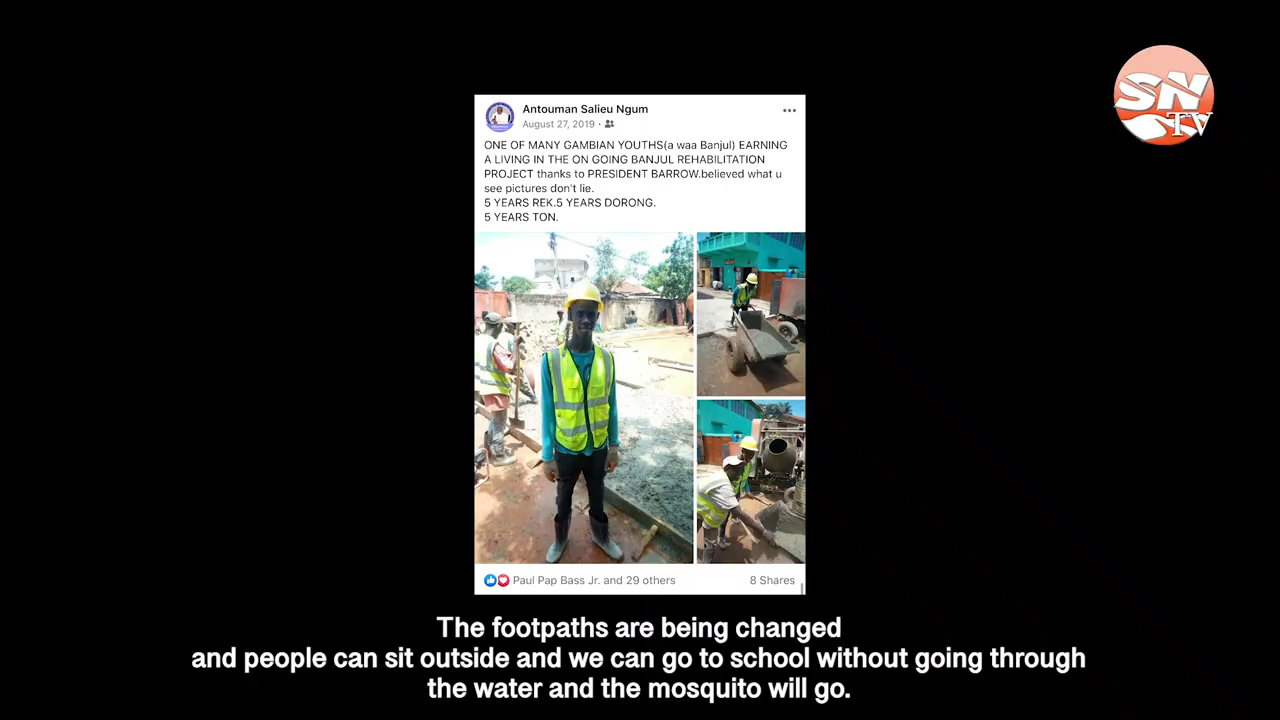 SN
TV
Antouman Salieu Ngum
August 27, 2019 ·
ONE OF MANY GAMBIAN YOUTHS(a waa Banjul) EARNING
A LIVING IN THE ON GOING BANJUL REHABILITATION
PROJECT thanks to PRESIDENT BARROW.believed what u
see pictures don't lie.
5 YEARS REK.5 YEARS DORONG.
5 YEARS TON.
Paul Pap Bass Jr. and 29 others 8 Shares
The footpaths are being changed
and people can sit outside and we can go to school without going through
the water and the mosquito will go.